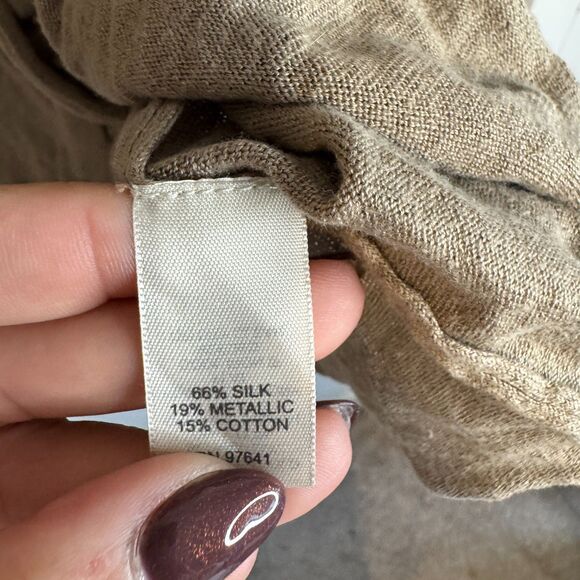 66% SILK
19% METALLIC
15% COTTON
97641